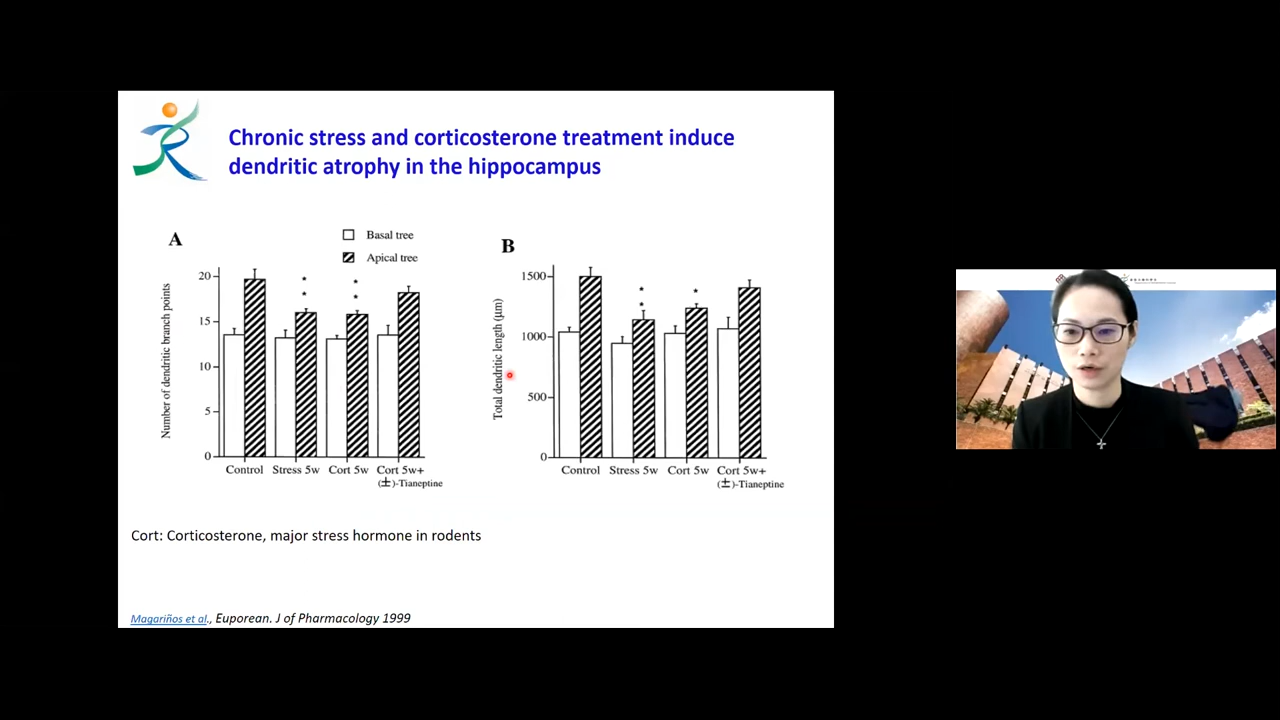 Chronic stress and corticosterone treatment induce
dendritic atrophy in the hippocampus
A
Basal tree
Apical tree
Number of dendritic branch points
20
15
10
5
0
Control
Stress 5w
Cort 5w
Cort 5w+
(±)-Tianeptine
B
Total dendritic length (μm)
1500
1000
500
0
Control
Stress 5w
Cort 5w
Cort 5w+
(±)-Tianeptine
Cort: Corticosterone, major stress hormone in rodents
Magariños et al., Euporean. J of Pharmacology 1999